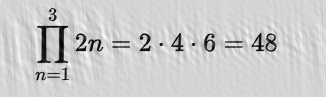 ∏_{n=1}^{3} 2n = 2 · 4 · 6 = 48